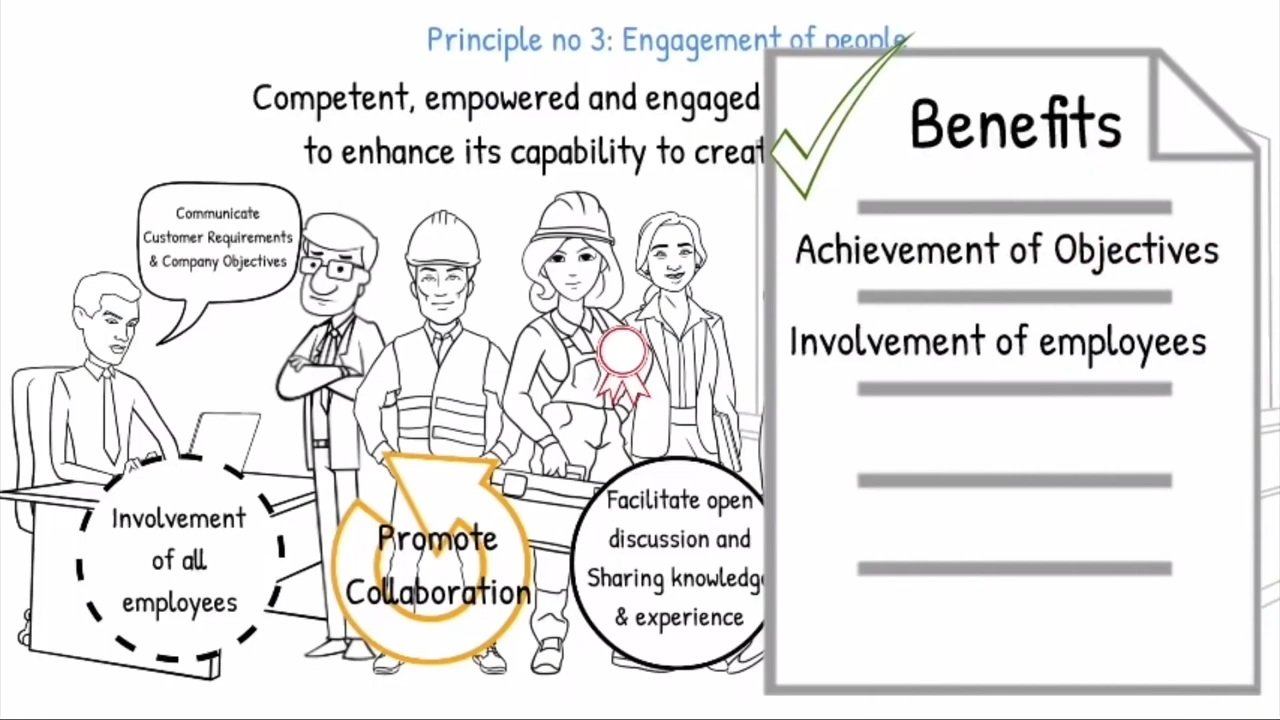 Principle no 3: Engagement of people
Competent, empowered and engaged
to enhance its capability to creat
Benefits
Communicate
Customer Requirements
& Company Objectives
Achievement of Objectives
Involvement of employees
Involvement
of all
employees
Promote
Collaboration
Facilitate open
discussion and
Sharing knowledge
& experience